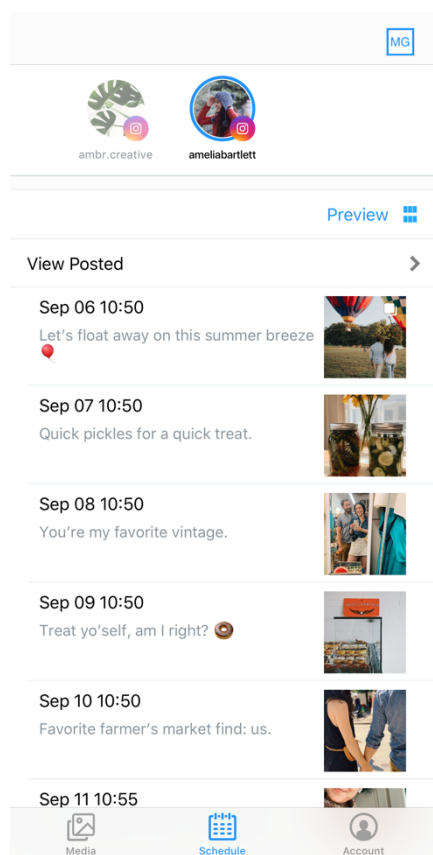 MG
ambr.creative
ameliabartlett
Preview
View Posted
Sep 06 10:50
Let's float away on this summer breeze
🎈
Sep 07 10:50
Quick pickles for a quick treat.
Sep 08 10:50
You're my favorite vintage.
Sep 09 10:50
Treat yo'self, am I right? 🍩
Sep 10 10:50
Favorite farmer's market find: us.
Sep 11 10:55
Media
Schedule
Account